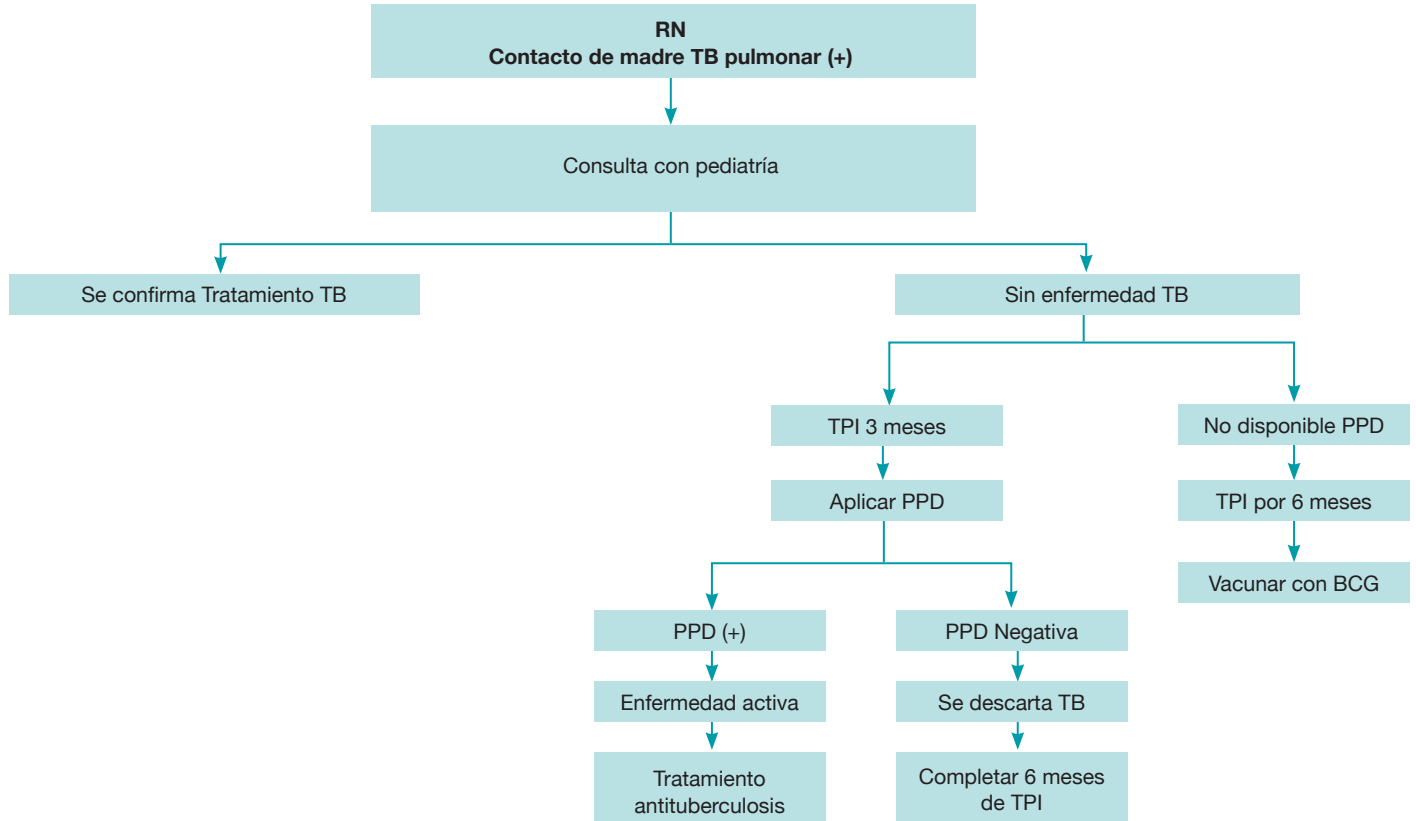 RN
Contacto de madre TB pulmonar (+)
Consulta con pediatría
Se confirma Tratamiento TB
Sin enfermedad TB
TPI 3 meses
No disponible PPD
Aplicar PPD
TPI por 6 meses
Vacunar con BCG
PPD (+)
PPD Negativa
Enfermedad activa
Se descarta TB
Tratamiento
antituberculosis
Completar 6 meses
de TPI